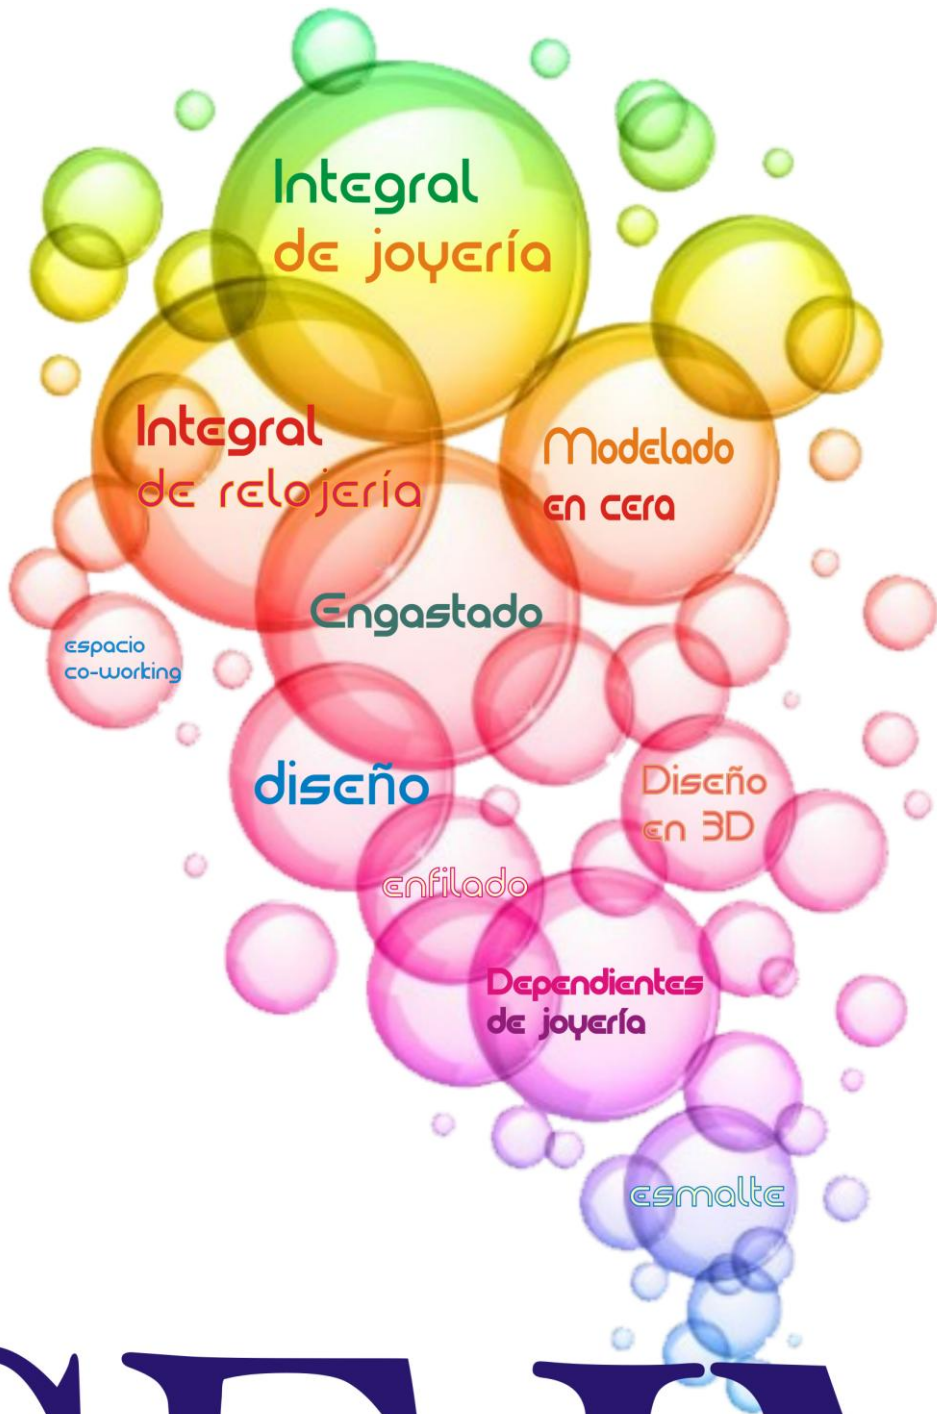 Integral
de joyería
Integral
de relojería
Modelado
en cera
Engastado
espacio
co-working
diseño
Diseño
en 3D
enfilado
Dependientes
de joyería
esmalte